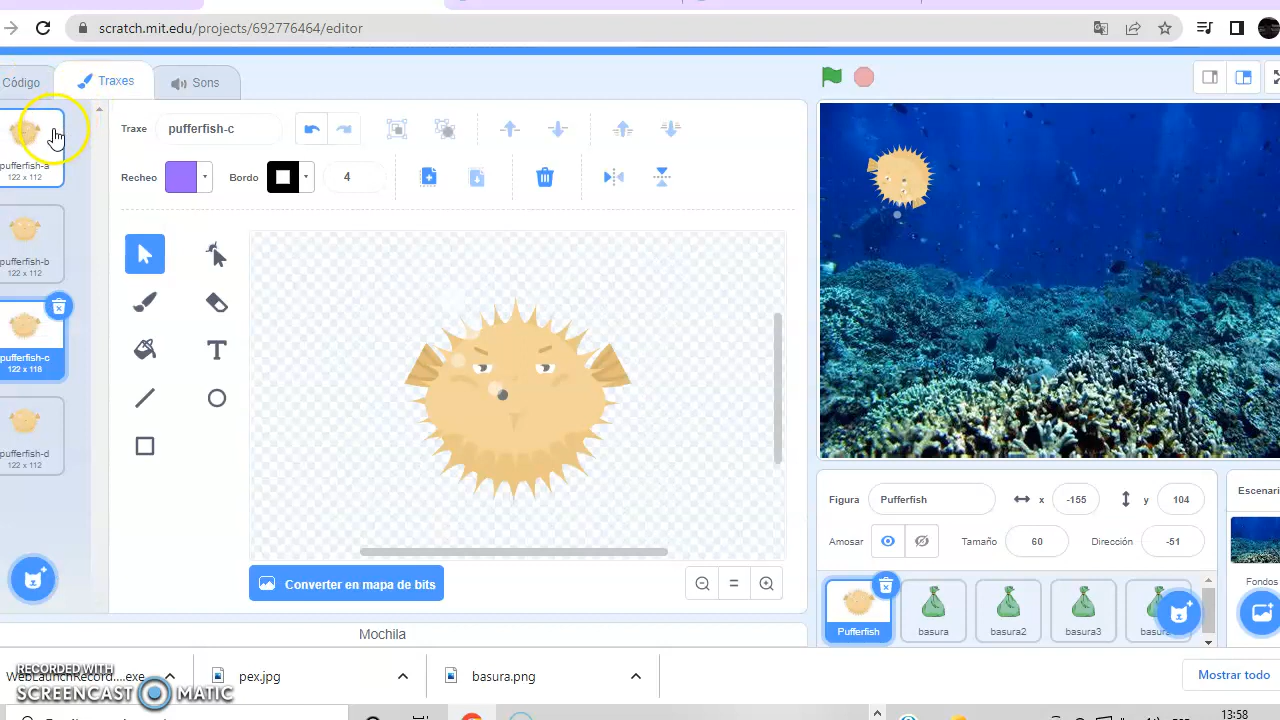 scratch.mit.edu/projects/692776464/editor
Código
Traxes
Sons
Traxe
pufferfish-c
Recheo
Bordo
4
pufferfish-a
122 x 112
pufferfish-b
122 x 112
pufferfish-c
122 x 118
pufferfish-d
122 x 112
Converter en mapa de bits
Mochila
Figura
Pufferfish
x
-155
y
104
Amosar
Tamaño
60
Dirección
-51
Pufferfish
basura
basura2
basura3
Escenari
Fondos
RECORDED WITH
SCREENCAST
MATIC
WebLaunchRecord....exe
pex.jpg
basura.png
Mostrar todo
13:58